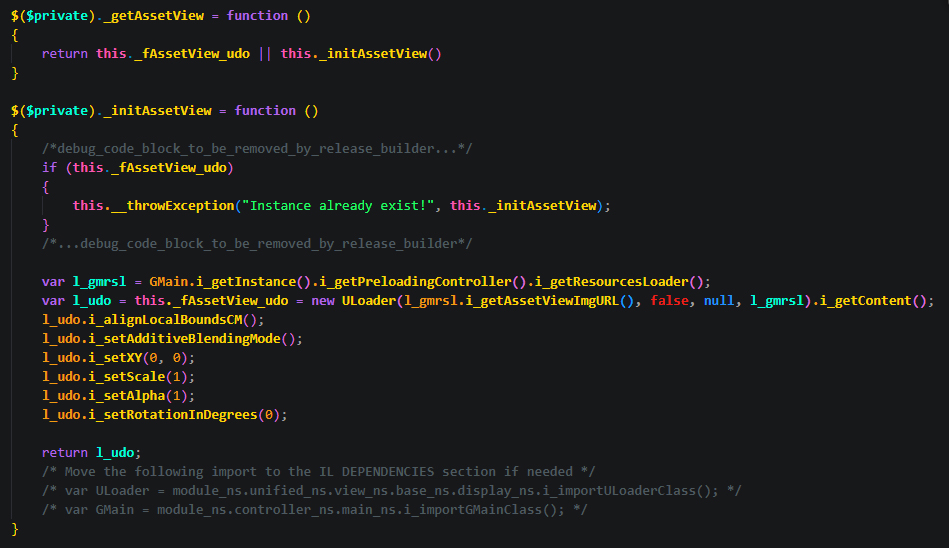 $($private)._getAssetView = function ()
{
    return this._fAssetView_udo || this._initAssetView()
}

$($private)._initAssetView = function ()
{
    /*debug_code_block_to_be_removed_by_release_builder...*/
    if (this._fAssetView_udo)
    {
        this.__throwException("Instance already exist!", this._initAssetView);
    }
    /*...debug_code_block_to_be_removed_by_release_builder*/

    var l_gmrsl = GMain.i_getInstance().i_getPreloadingController().i_getResourcesLoader();
    var l_udo = this._fAssetView_udo = new ULoader(l_gmrsl.i_getAssetViewImgURL(), false, null, l_gmrsl).i_getContent();
    l_udo.i_alignLocalBoundsCM();
    l_udo.i_setAdditiveBlendingMode();
    l_udo.i_setXY(0, 0);
    l_udo.i_setScale(1);
    l_udo.i_setAlpha(1);
    l_udo.i_setRotationInDegrees(0);

    return l_udo;
    /* Move the following import to the IL DEPENDENCIES section if needed */
    /* var ULoader = module_ns.unified_ns.view_ns.base_ns.display_ns.i_importULoaderClass(); */
    /* var GMain = module_ns.controller_ns.main_ns.i_importGMainClass(); */
}